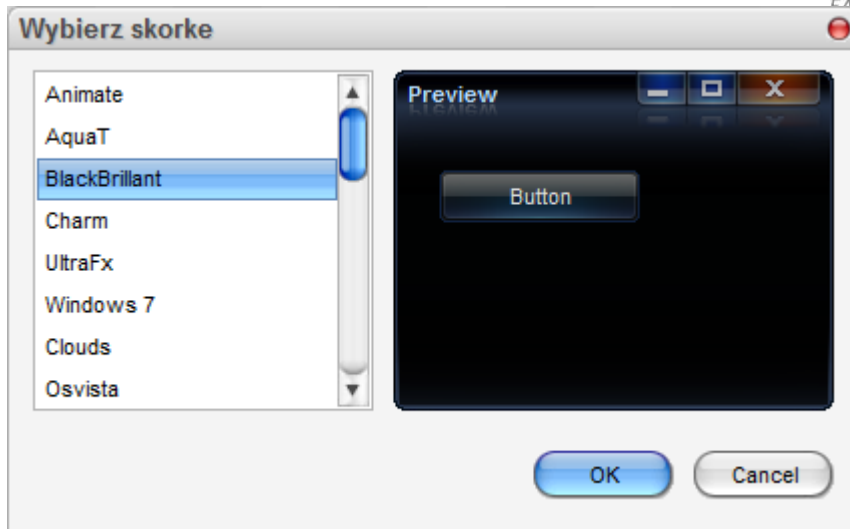 Wybierz skorke
Animate
AquaT
BlackBrillant
Charm
UltraFx
Windows 7
Clouds
Osvista
Preview
Button
OK
Cancel